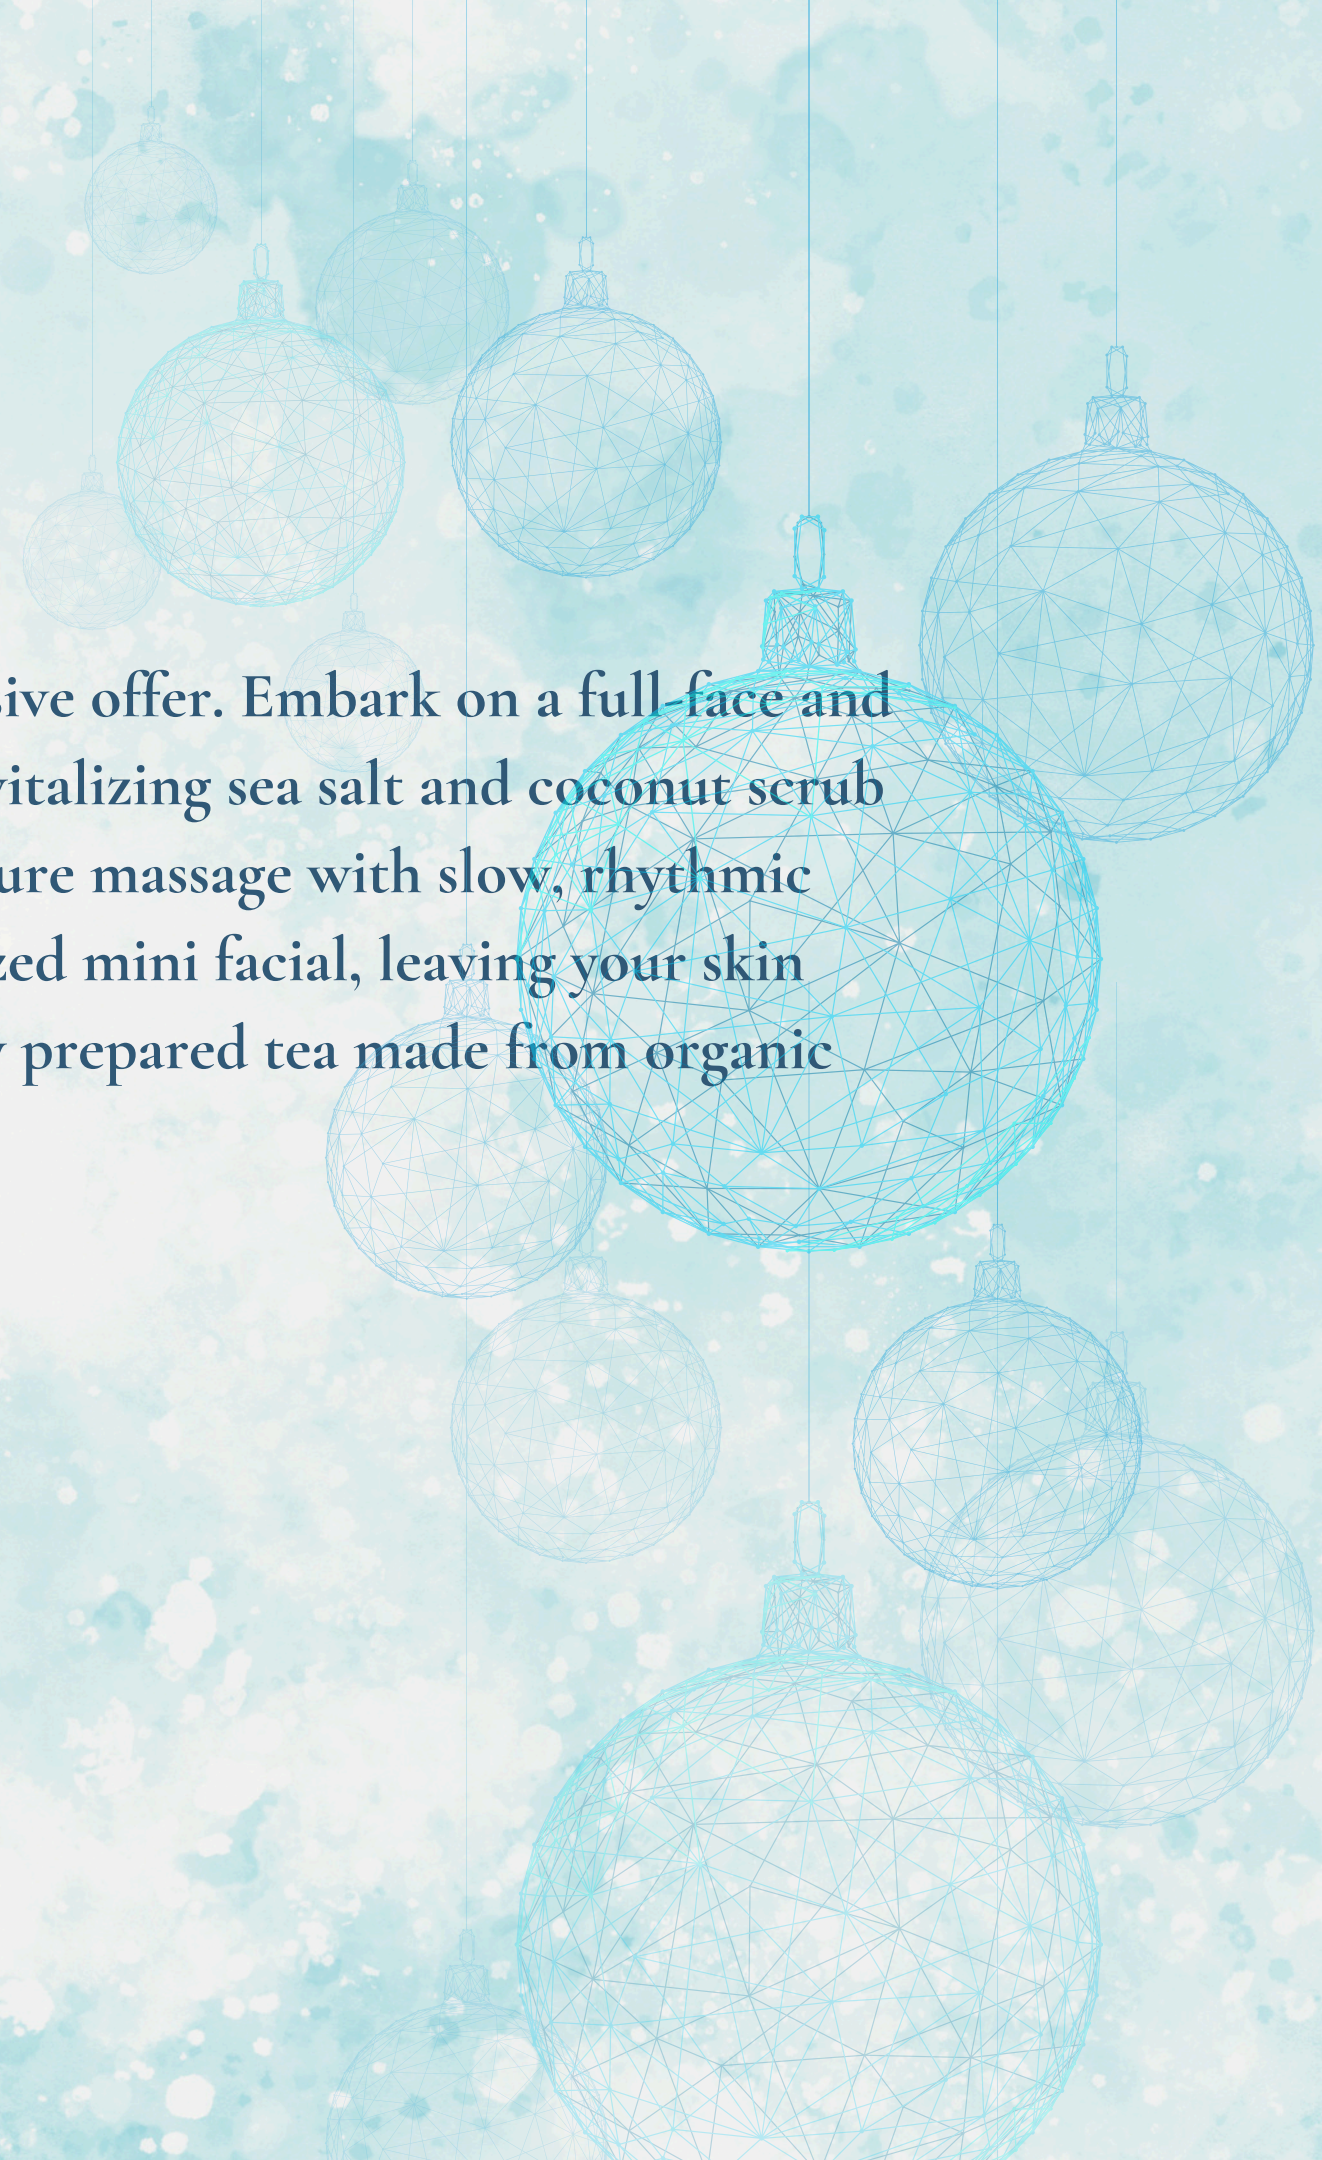 sive offer. Embark on a full-face and
vitalizing sea salt and coconut scrub
ure massage with slow, rhythmic
zed mini facial, leaving your skin
y prepared tea made from organic